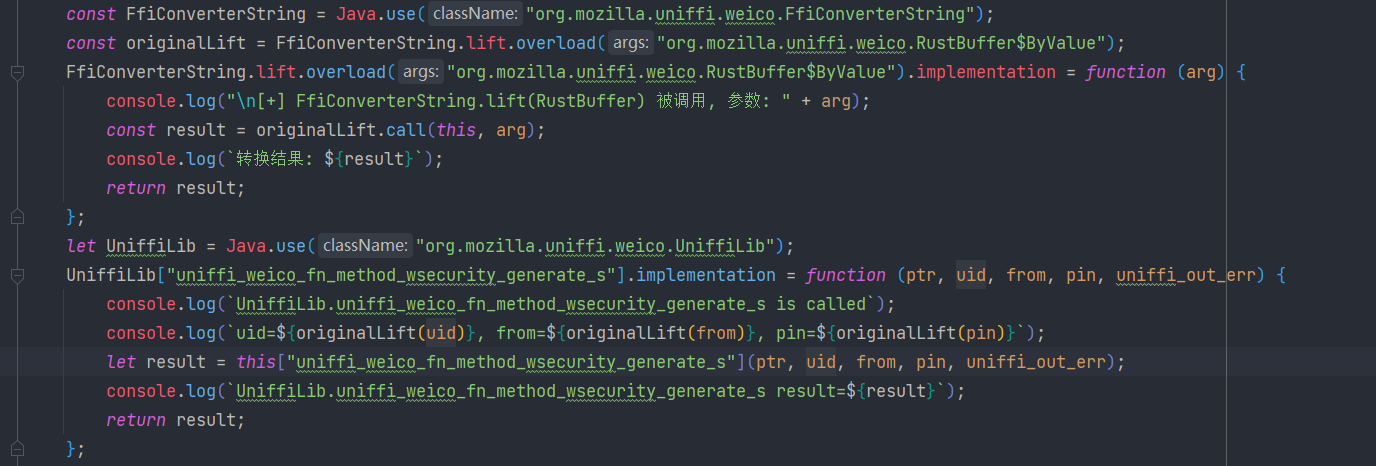 const FfiConverterString = Java.use( className: "org.mozilla.uniffi.weico.FfiConverterString");
const originalLift = FfiConverterString.lift.overload( args: "org.mozilla.uniffi.weico.RustBuffer$ByValue");
FfiConverterString.lift.overload( args: "org.mozilla.uniffi.weico.RustBuffer$ByValue").implementation = function (arg) {
    console.log("\n[+] FfiConverterString.lift(RustBuffer) 被调用, 参数: " + arg);
    const result = originalLift.call(this, arg);
    console.log(`转换结果: ${result}`);
    return result;
};
let UniffiLib = Java.use( className: "org.mozilla.uniffi.weico.UniffiLib");
UniffiLib["uniffi_weico_fn_method_wsecurity_generate_s"].implementation = function (ptr, uid, from, pin, uniffi_out_err) {
    console.log(`UniffiLib.uniffi_weico_fn_method_wsecurity_generate_s is called`);
    console.log(`uid=${originalLift(uid)}, from=${originalLift(from)}, pin=${originalLift(pin)}`);
    let result = this["uniffi_weico_fn_method_wsecurity_generate_s"](ptr, uid, from, pin, uniffi_out_err);
    console.log(`UniffiLib.uniffi_weico_fn_method_wsecurity_generate_s result=${result}`);
    return result;
};